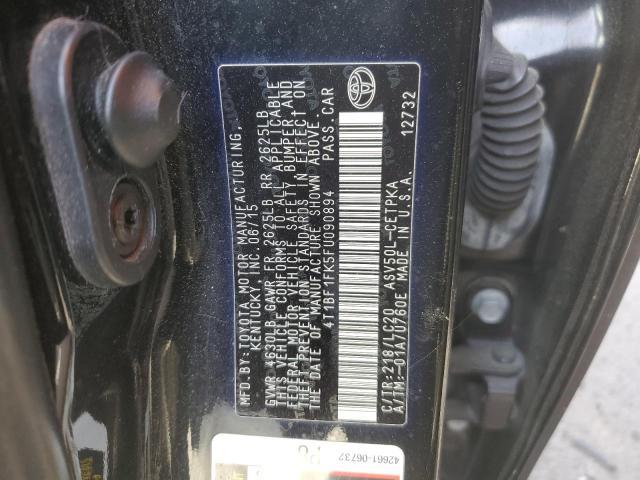 MFD. BY: TOYOTA MOTOR MANUFACTURING,
KENTUCKY, INC. 06/15
GVWR 4630LB GAWR FR 2625LB RR 2625LB
THIS VEHICLE CONFORMS TO ALL APPLICABLE
FEDERAL MOTOR VEHICLE SAFETY, BUMPER AND
THEFT PREVENTION STANDARDS IN EFFECT ON
THE DATE OF MANUFACTURE SHOWN ABOVE.
4T1BF1FK5FU090894 PASS. CAR
12732
C/TR:218/LC20 ASV50L-CETPKA
A/TM:-01A/U760E MADE IN U.S.A.
42661-06737